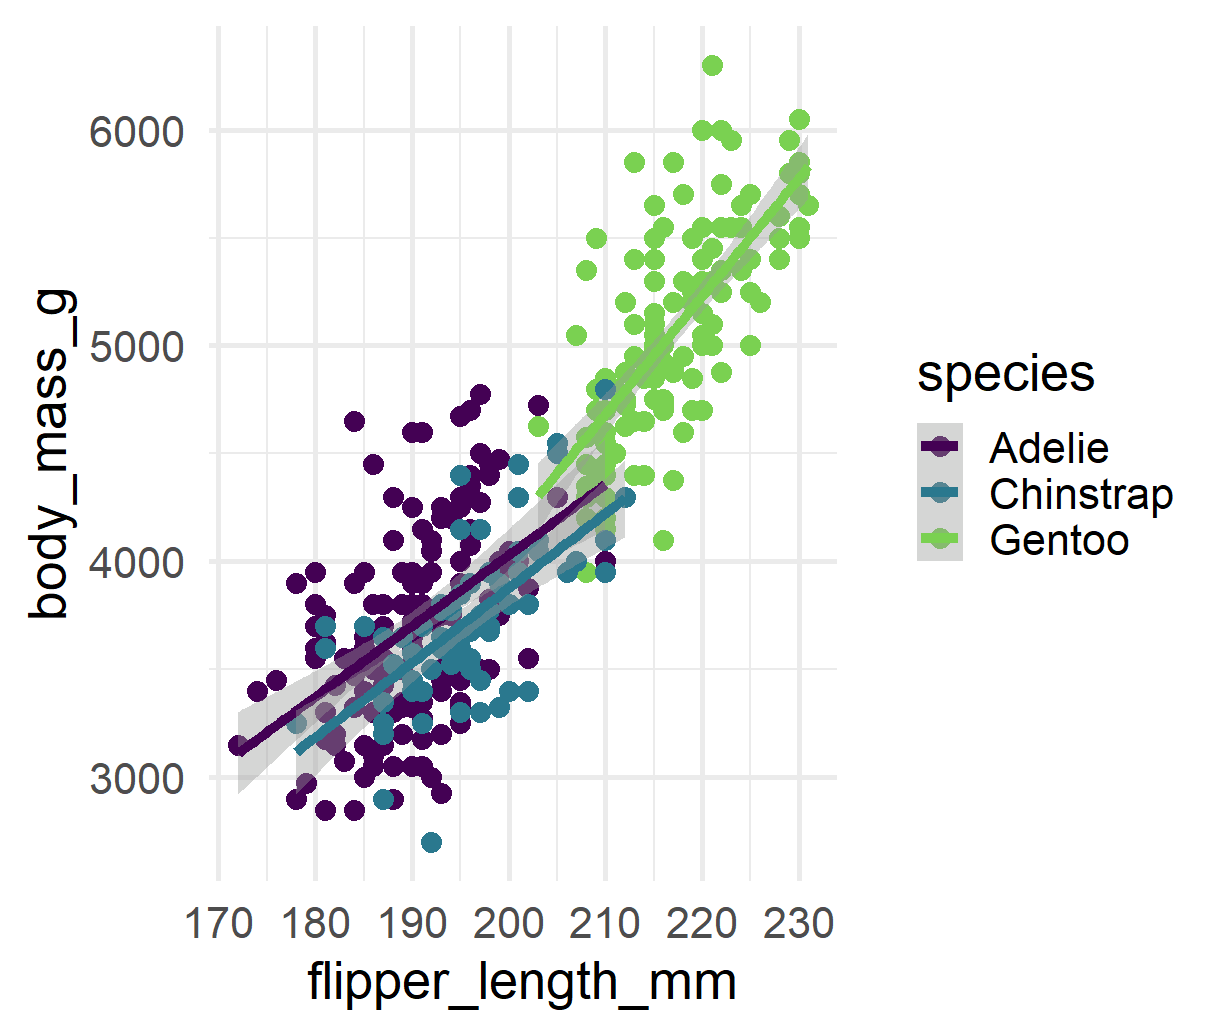 body_mass_g
6000
5000
4000
3000
170 180 190 200 210 220 230
flipper_length_mm
species
Adelie
Chinstrap
Gentoo